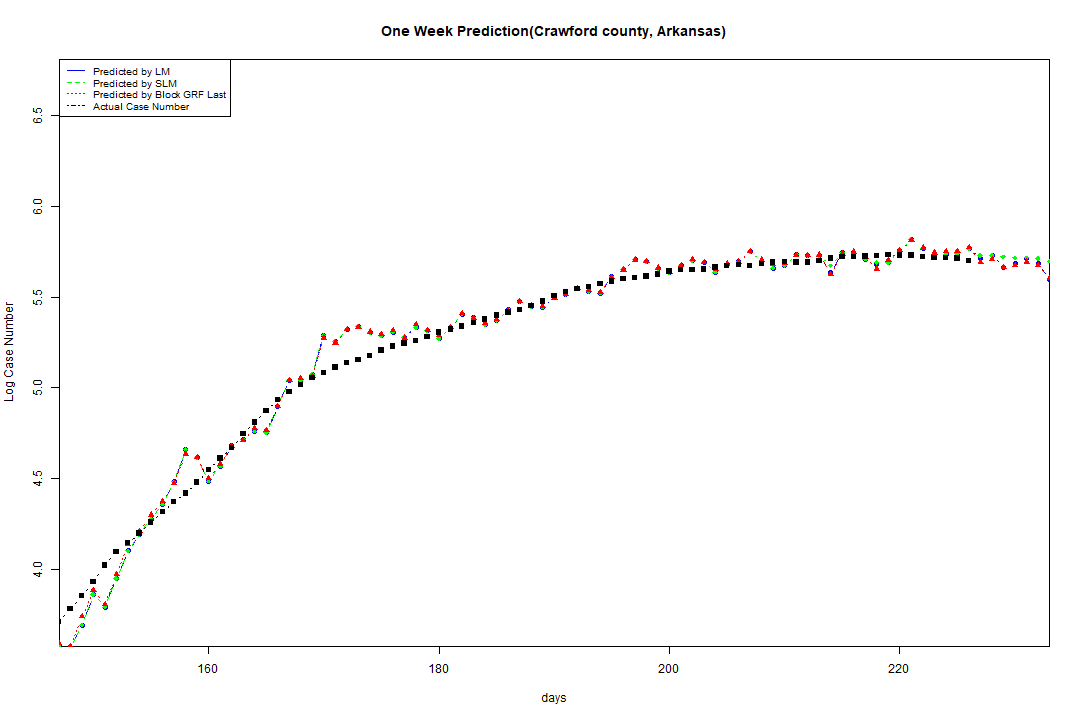 One Week Prediction(Crawford county, Arkansas)
Predicted by LM
Predicted by SLM
Predicted by Block GRF Last
Actual Case Number
6.5
6.0
5.5
5.0
4.5
4.0
Log Case Number
160
180
200
220
days